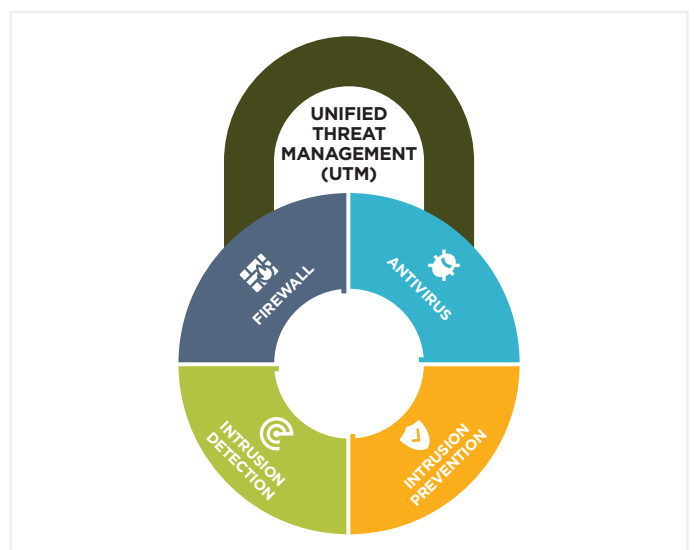 UNIFIED
THREAT
MANAGEMENT
(UTM)
FIREWALL
ANTIVIRUS
INTRUSION
DETECTION
INTRUSION
PREVENTION